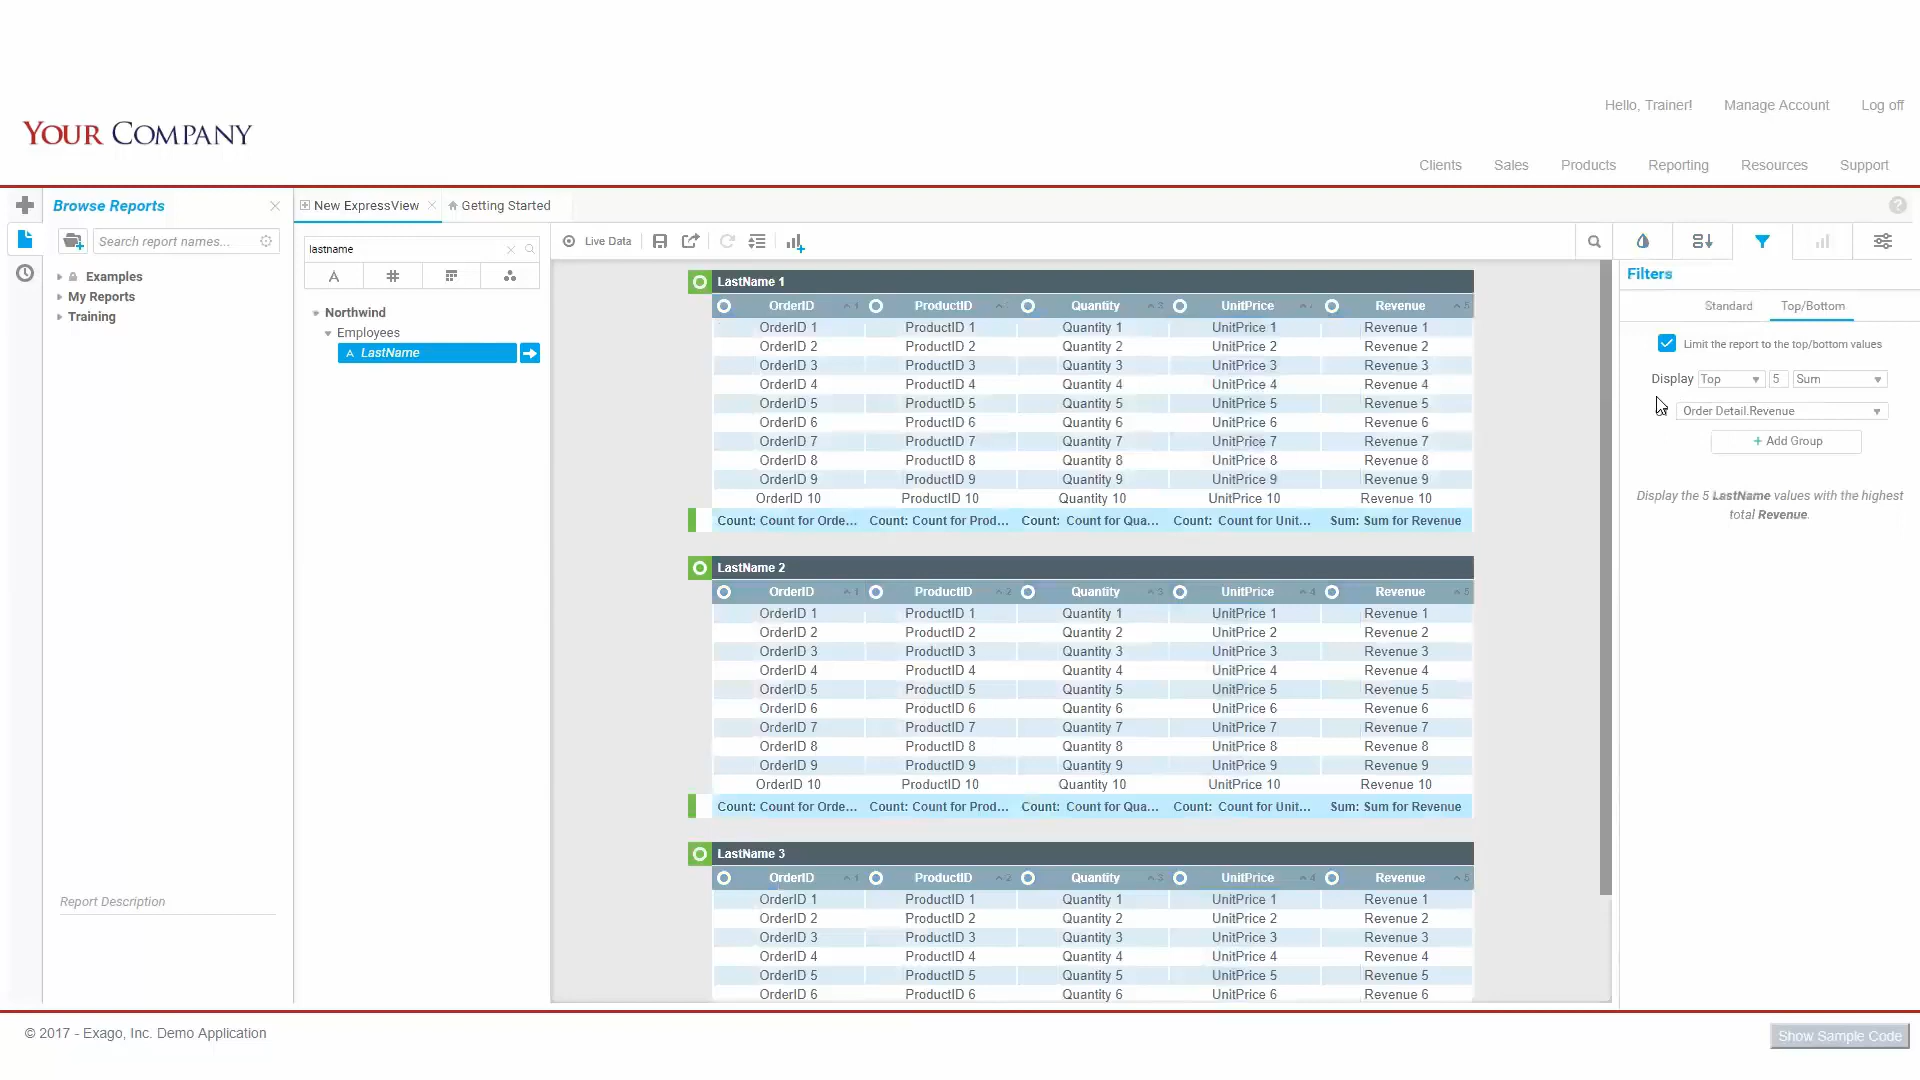 Hello, Trainer! Manage Account Log off
YOUR COMPANY
Clients Sales Products Reporting Resources Support
Browse Reports
New ExpressView Getting Started
Search report names...
Examples
My Reports
Training
Report Description
lastname
A #
Northwind
Employees
A LastName
Live Data
LastName 1
OrderID 1 ProductID Quantity 3 UnitPrice Revenue 5
OrderID 1 ProductID 1 Quantity 1 UnitPrice 1 Revenue 1
OrderID 2 ProductID 2 Quantity 2 UnitPrice 2 Revenue 2
OrderID 3 ProductID 3 Quantity 3 UnitPrice 3 Revenue 3
OrderID 4 ProductID 4 Quantity 4 UnitPrice 4 Revenue 4
OrderID 5 ProductID 5 Quantity 5 UnitPrice 5 Revenue 5
OrderID 6 ProductID 6 Quantity 6 UnitPrice 6 Revenue 6
OrderID 7 ProductID 7 Quantity 7 UnitPrice 7 Revenue 7
OrderID 8 ProductID 8 Quantity 8 UnitPrice 8 Revenue 8
OrderID 9 ProductID 9 Quantity 9 UnitPrice 9 Revenue 9
OrderID 10 ProductID 10 Quantity 10 UnitPrice 10 Revenue 10
Count: Count for Orde... Count: Count for Prod... Count: Count for Qua... Count: Count for Unit... Sum: Sum for Revenue
LastName 2
OrderID 1 ProductID 2 Quantity 3 UnitPrice 4 Revenue 5
OrderID 1 ProductID 1 Quantity 1 UnitPrice 1 Revenue 1
OrderID 2 ProductID 2 Quantity 2 UnitPrice 2 Revenue 2
OrderID 3 ProductID 3 Quantity 3 UnitPrice 3 Revenue 3
OrderID 4 ProductID 4 Quantity 4 UnitPrice 4 Revenue 4
OrderID 5 ProductID 5 Quantity 5 UnitPrice 5 Revenue 5
OrderID 6 ProductID 6 Quantity 6 UnitPrice 6 Revenue 6
OrderID 7 ProductID 7 Quantity 7 UnitPrice 7 Revenue 7
OrderID 8 ProductID 8 Quantity 8 UnitPrice 8 Revenue 8
OrderID 9 ProductID 9 Quantity 9 UnitPrice 9 Revenue 9
OrderID 10 ProductID 10 Quantity 10 UnitPrice 10 Revenue 10
Count: Count for Orde... Count: Count for Prod... Count: Count for Qua... Count: Count for Unit... Sum: Sum for Revenue
LastName 3
OrderID 1 ProductID 2 Quantity 3 UnitPrice 4 Revenue 5
OrderID 1 ProductID 1 Quantity 1 UnitPrice 1 Revenue 1
OrderID 2 ProductID 2 Quantity 2 UnitPrice 2 Revenue 2
OrderID 3 ProductID 3 Quantity 3 UnitPrice 3 Revenue 3
OrderID 4 ProductID 4 Quantity 4 UnitPrice 4 Revenue 4
OrderID 5 ProductID 5 Quantity 5 UnitPrice 5 Revenue 5
OrderID 6 ProductID 6 Quantity 6 UnitPrice 6 Revenue 6
Filters
Standard Top/Bottom
Limit the report to the top/bottom values
Display Top 5 Sum
Order Detail.Revenue
+ Add Group
Display the 5 LastName values with the highest
total Revenue.
© 2017 - Exago, Inc. Demo Application
Show Sample Code